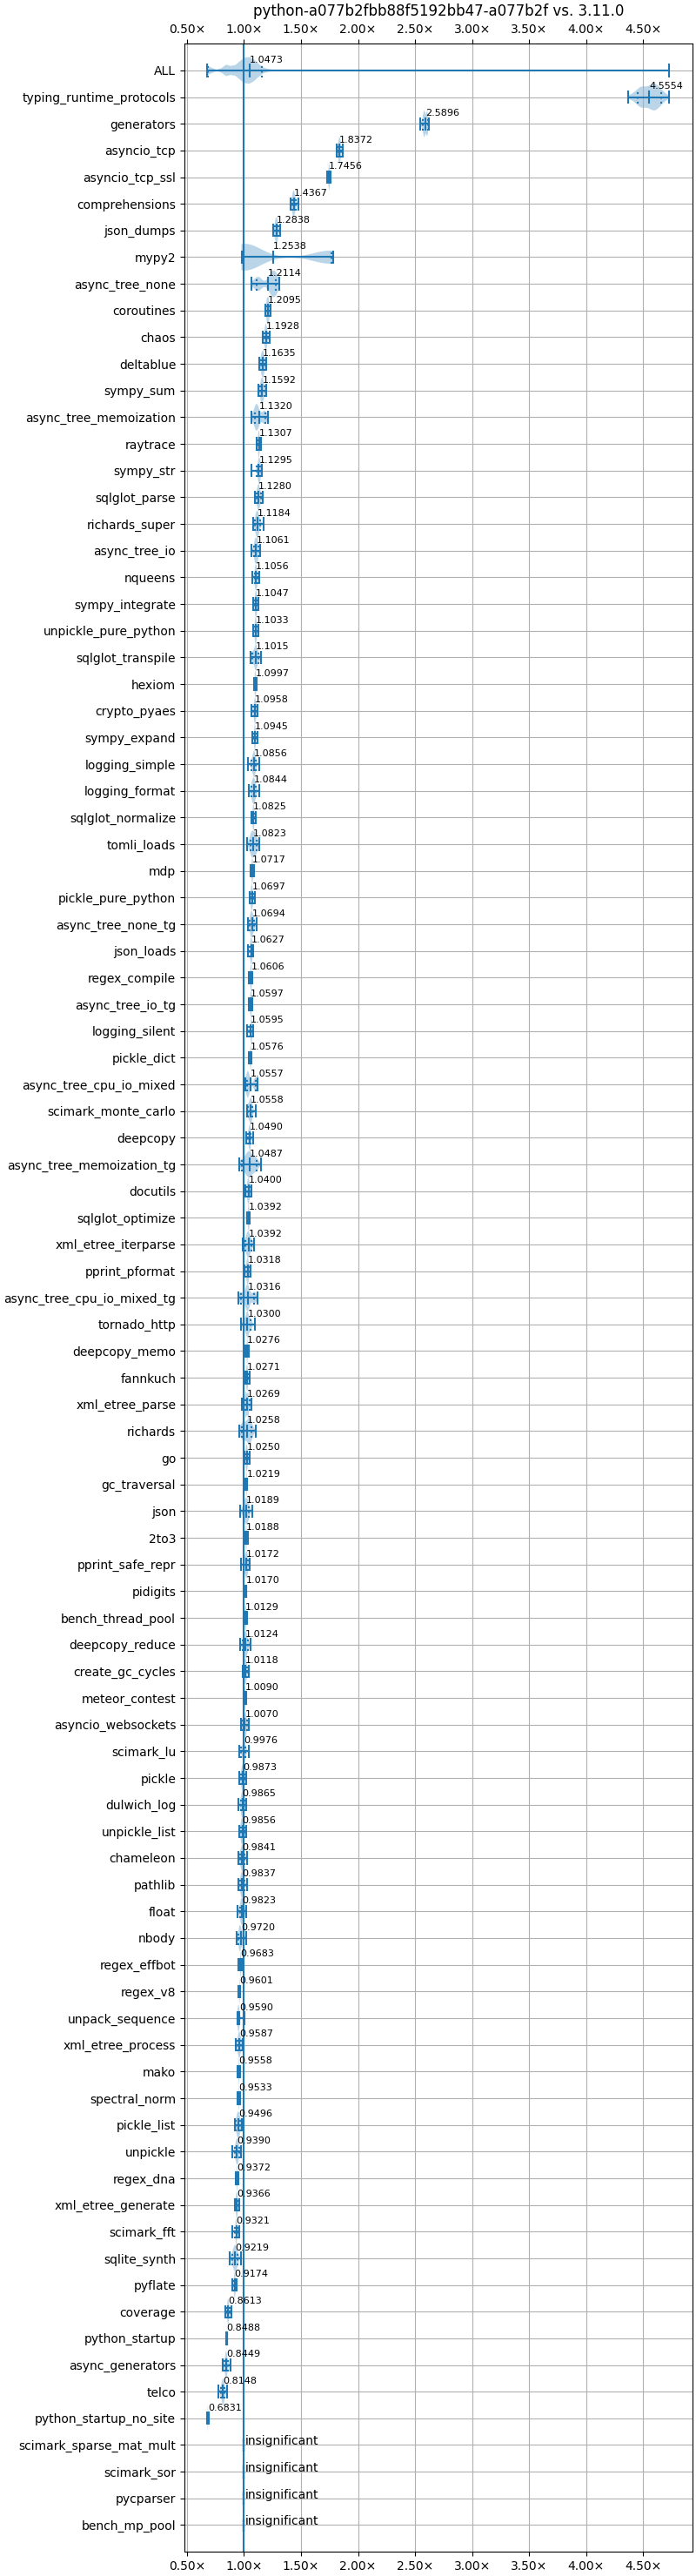 python-a077b2fbb88f5192bb47-a077b2f vs. 3.11.0
0.50× 1.00× 1.50× 2.00× 2.50× 3.00× 3.50× 4.00× 4.50×
ALL 1.0473
typing_runtime_protocols 4.5554
generators 2.5896
asyncio_tcp 1.8372
asyncio_tcp_ssl 1.7456
comprehensions 1.4367
json_dumps 1.2838
mypy2 1.2538
async_tree_none 1.2114
coroutines 1.2095
chaos 1.1928
deltablue 1.1635
sympy_sum 1.1592
async_tree_memoization 1.1320
raytrace 1.1307
sympy_str 1.1295
sqlglot_parse 1.1280
richards_super 1.1184
async_tree_io 1.1061
nqueens 1.1056
sympy_integrate 1.1047
unpickle_pure_python 1.1033
sqlglot_transpile 1.1015
hexiom 1.0997
crypto_pyaes 1.0958
sympy_expand 1.0945
logging_simple 1.0856
logging_format 1.0844
sqlglot_normalize 1.0825
tomli_loads 1.0823
mdp 1.0717
pickle_pure_python 1.0697
async_tree_none_tg 1.0694
json_loads 1.0627
regex_compile 1.0606
async_tree_io_tg 1.0597
logging_silent 1.0595
pickle_dict 1.0576
async_tree_cpu_io_mixed 1.0557
scimark_monte_carlo 1.0558
deepcopy 1.0490
async_tree_memoization_tg 1.0487
docutils 1.0400
sqlglot_optimize 1.0392
xml_etree_iterparse 1.0392
pprint_pformat 1.0318
async_tree_cpu_io_mixed_tg 1.0316
tornado_http 1.0300
deepcopy_memo 1.0276
fannkuch 1.0271
xml_etree_parse 1.0269
richards 1.0258
go 1.0250
gc_traversal 1.0219
json 1.0189
2to3 1.0188
pprint_safe_repr 1.0172
pidigits 1.0170
bench_thread_pool 1.0129
deepcopy_reduce 1.0124
create_gc_cycles 1.0118
meteor_contest 1.0090
asyncio_websockets 1.0070
scimark_lu 0.9976
pickle 0.9873
dulwich_log 0.9865
unpickle_list 0.9856
chameleon 0.9841
pathlib 0.9837
float 0.9823
nbody 0.9720
regex_effbot 0.9683
regex_v8 0.9601
unpack_sequence 0.9590
xml_etree_process 0.9587
mako 0.9558
spectral_norm 0.9533
pickle_list 0.9496
unpickle 0.9390
regex_dna 0.9372
xml_etree_generate 0.9366
scimark_fft 0.9321
sqlite_synth 0.9219
pyflate 0.9174
coverage 0.8613
python_startup 0.8488
async_generators 0.8449
telco 0.8148
python_startup_no_site 0.6831
scimark_sparse_mat_mult insignificant
scimark_sor insignificant
pycparser insignificant
bench_mp_pool insignificant
0.50× 1.00× 1.50× 2.00× 2.50× 3.00× 3.50× 4.00× 4.50×